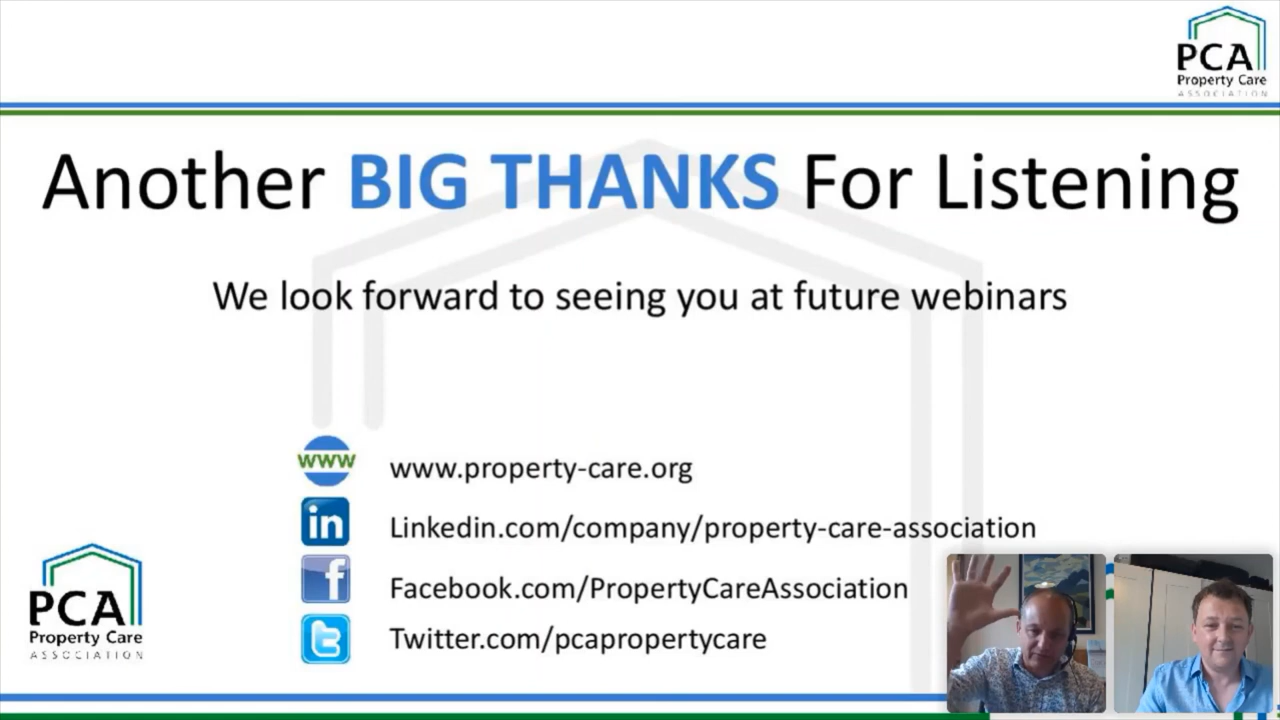 PCA
Property Care
ASSOCIATION
Another BIG THANKS For Listening
We look forward to seeing you at future webinars
www
www.property-care.org
in
Linkedin.com/company/property-care-association
f
Facebook.com/PropertyCareAssociation
t
Twitter.com/pcapropertycare
PCA
Property Care
ASSOCIATION